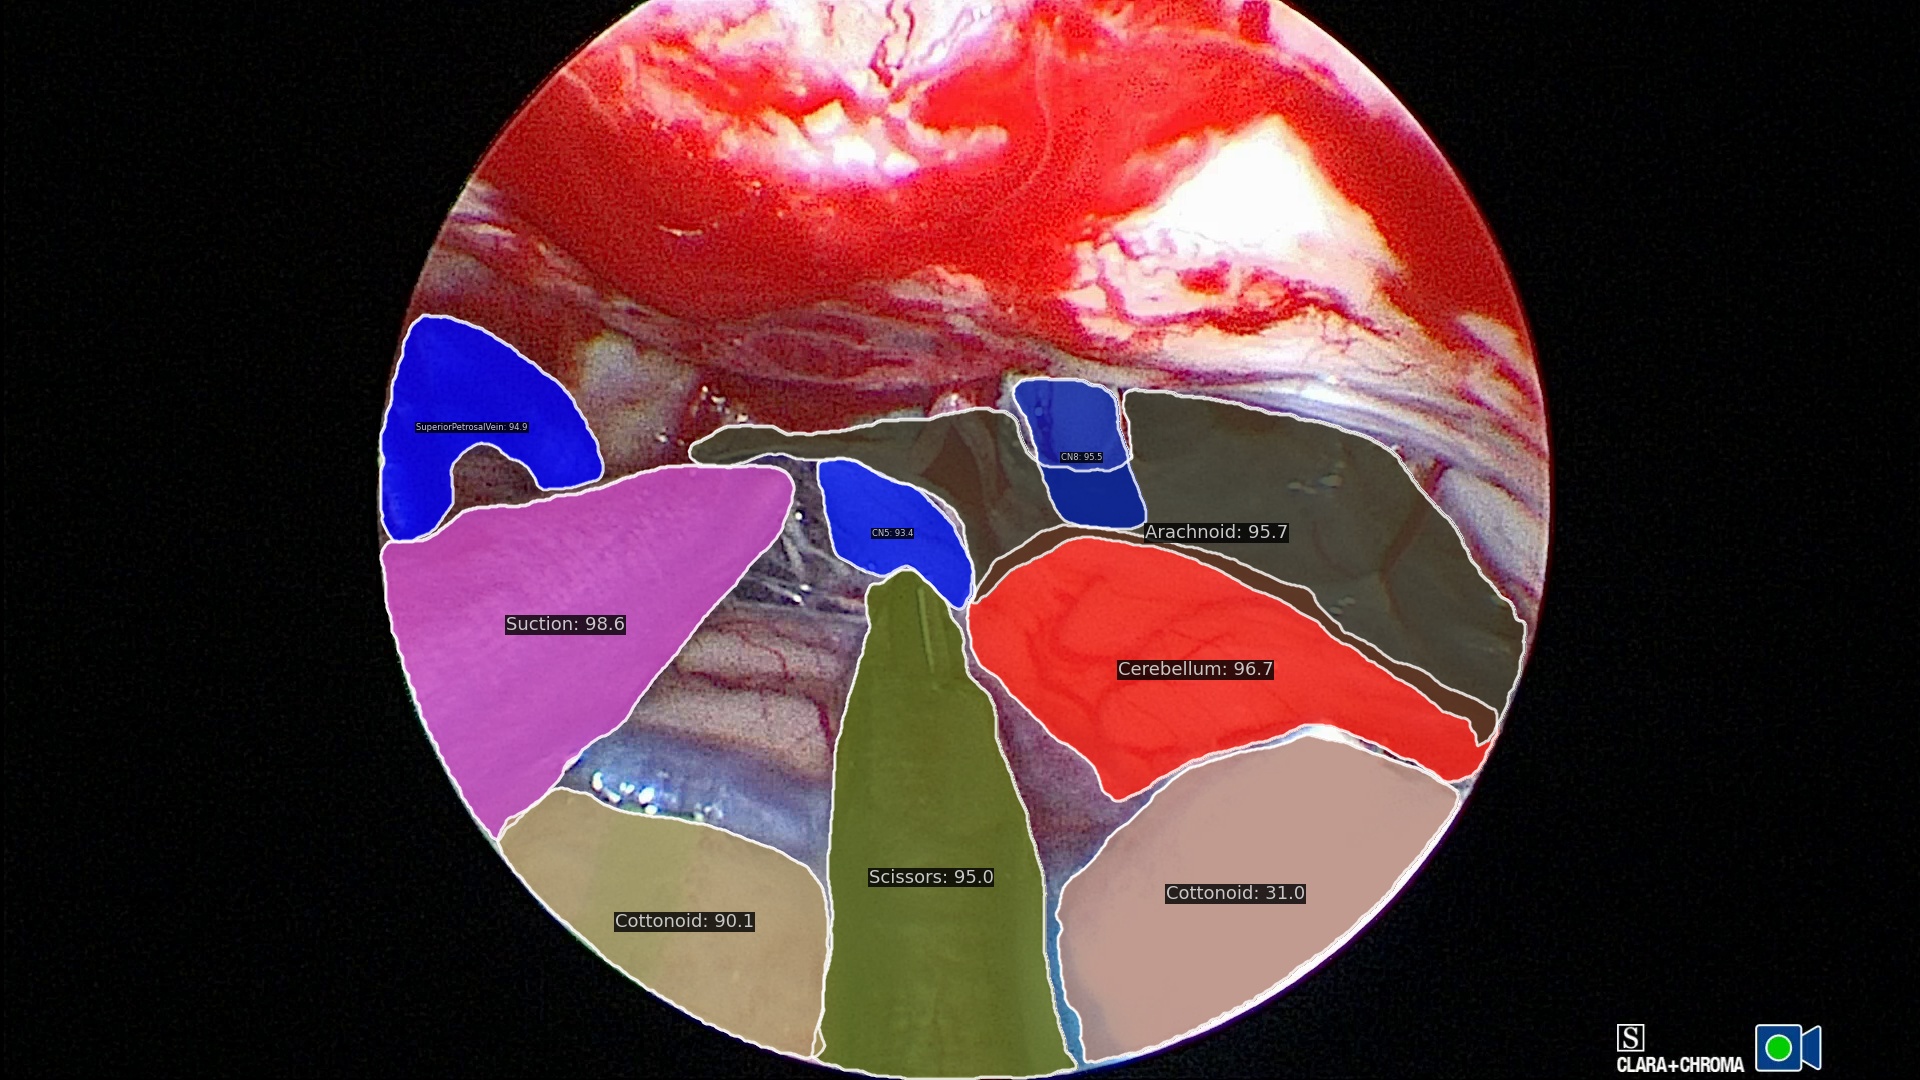 SuperiorPetrosalVein: 94.9
CN8: 95.5
CN5: 93.4
Arachnoid: 95.7
Suction: 98.6
Cerebellum: 96.7
Scissors: 95.0
Cottonoid: 31.0
Cottonoid: 90.1
S
CLARA+CHROMA